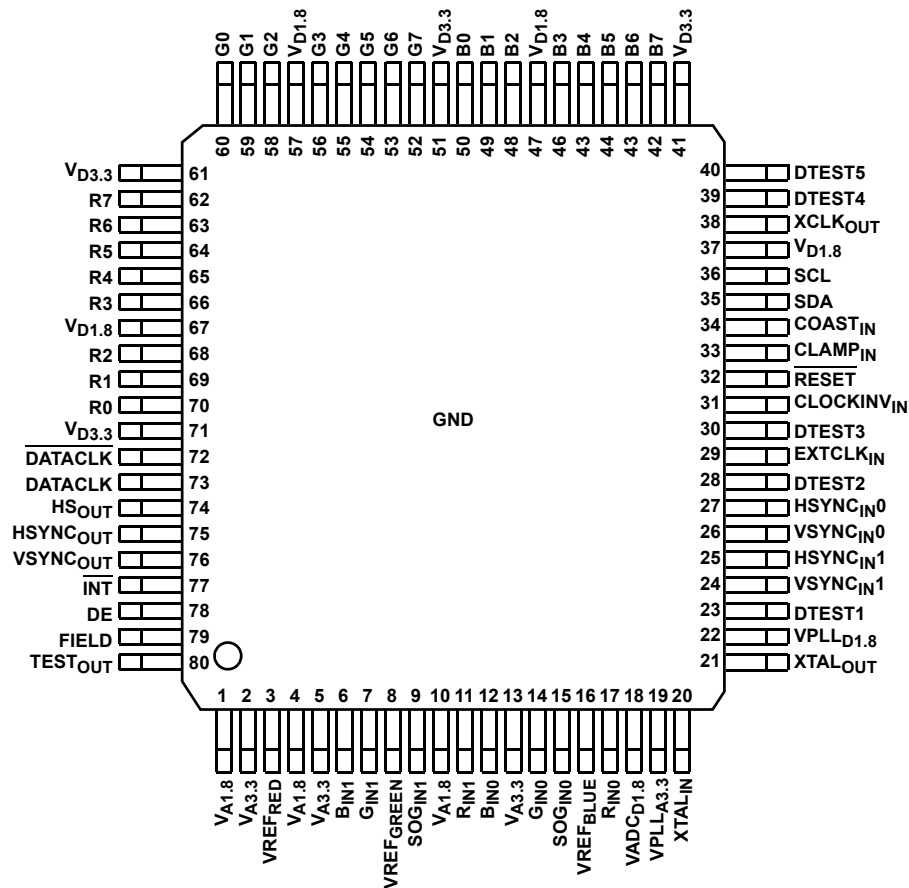 G0 G1 G2 VD1.8 G3 G4 G5 G6 G7 VD3.3 B0 B1 B2 VD1.8 B3 B4 B5 B6 B7 VD3.3
60 59 58 57 56 55 54 53 52 51 50 49 48 47 46 43 44 43 42 41
VD3.3 61
R7 62
R6 63
R5 64
R4 65
R3 66
VD1.8 67
R2 68
R1 69
R0 70
VD3.3 71
DATACLK 72
DATACLK 73
HSOUT 74
HSYNCOUT 75
VSYNCOUT 76
INT 77
DE 78
FIELD 79
TESTOUT 80
GND
40 DTEST5
39 DTEST4
38 XCLKOUT
37 VD1.8
36 SCL
35 SDA
34 COASTIN
33 CLAMPIN
32 RESET
31 CLOCKINVIN
30 DTEST3
29 EXTCLKIN
28 DTEST2
27 HSYNCIN0
26 VSYNCIN0
25 HSYNCIN1
24 VSYNCIN1
23 DTEST1
22 VPLLD1.8
21 XTALOUT
1 2 3 4 5 6 7 8 9 10 11 12 13 14 15 16 17 18 19 20
VA1.8 VA3.3 VREFRED VA1.8 VA3.3 BIN1 GIN1 VREFGREEN SOGIN1 VA1.8 RIN1 BIN0 VA3.3 GIN0 SOGIN0 VREFBLUE RIN0 VADCD1.8 VPLLA3.3 XTALIN